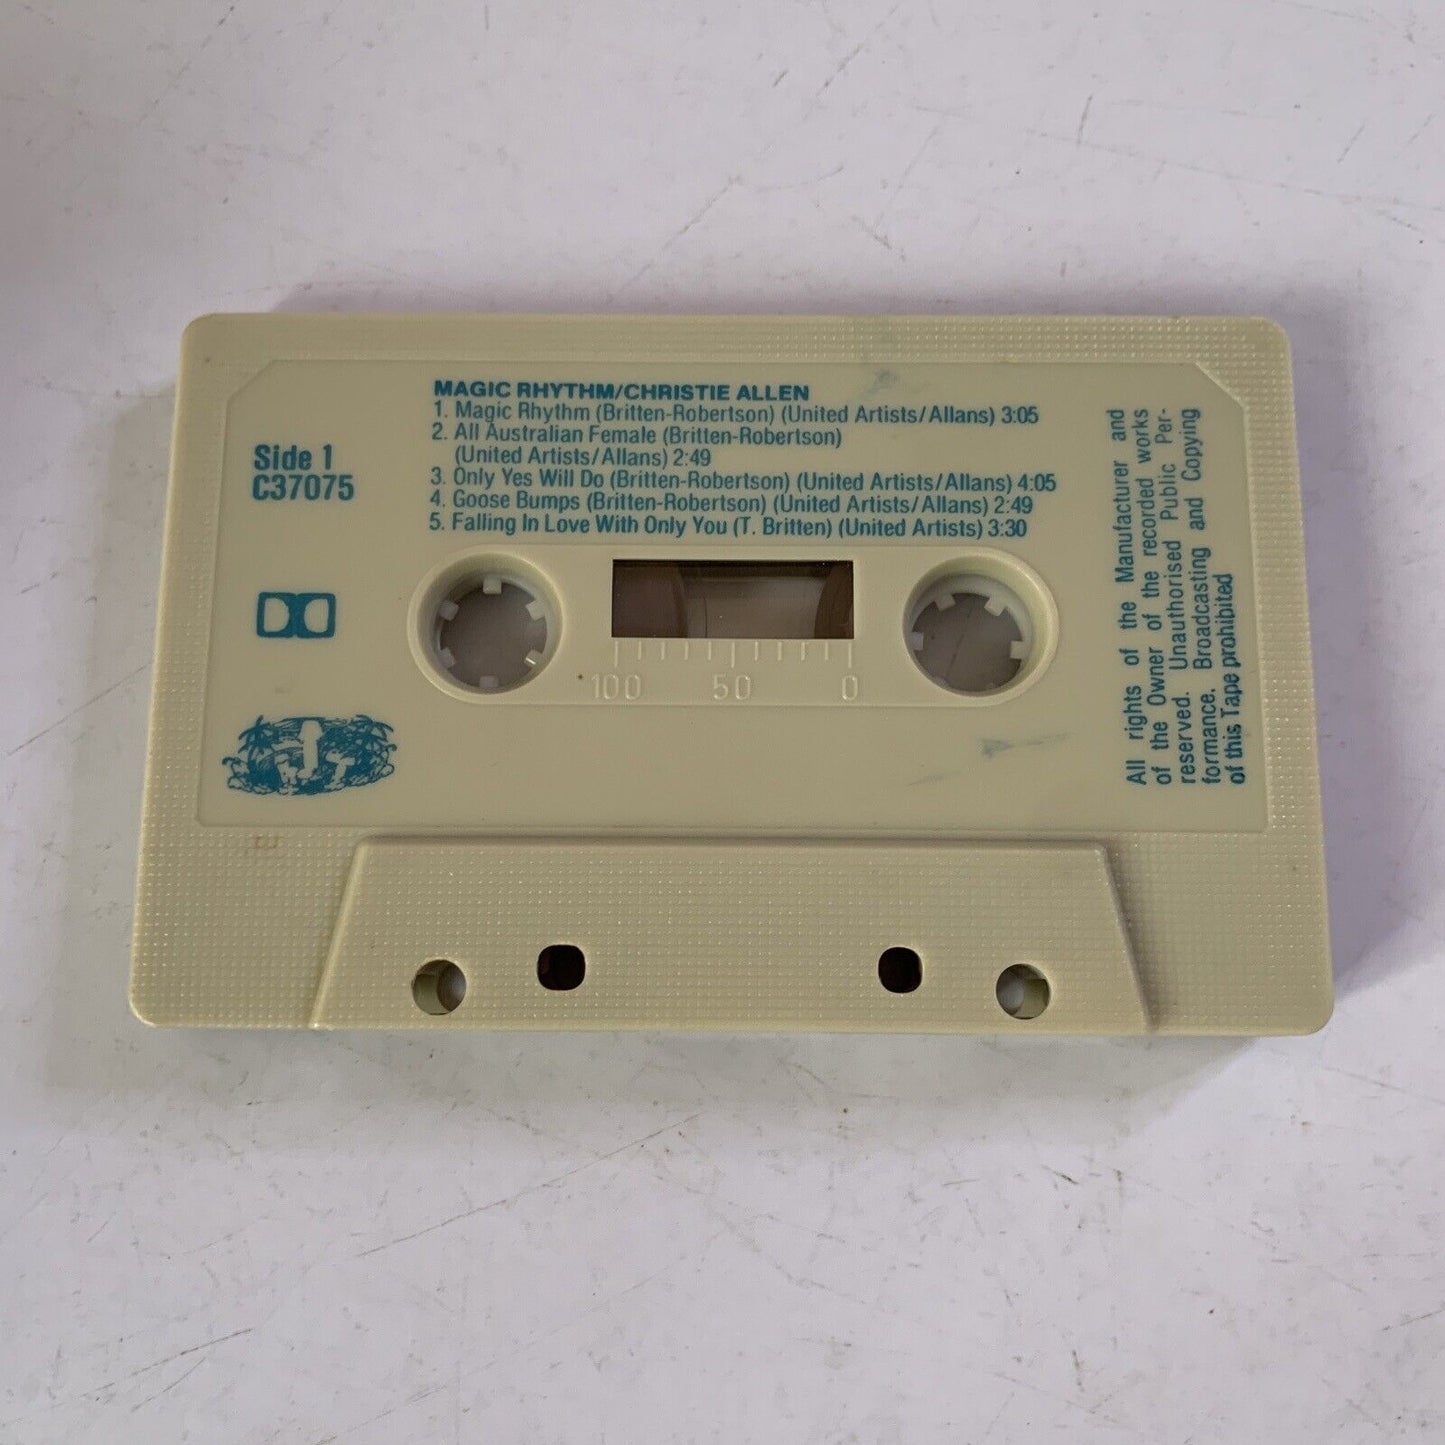 MAGIC RHYTHM/CHRISTIE ALLEN
1. Magic Rhythm (Britten-Robertson) (United Artists/Allans) 3:05
2. All Australian Female (Britten-Robertson)
(United Artists/Allans) 2:49
3. Only Yes Will Do (Britten-Robertson) (United Artists/Allans) 4:05
4. Goose Bumps (Britten-Robertson) (United Artists/Allans) 2:49
5. Falling In Love With Only You (T. Britten) (United Artists) 3:30
Side 1
C37075
100 50 0
All rights of the Manufacturer and
of the Owner of the recorded works
reserved. Unauthorised Public Per-
formance, Broadcasting and Copying
of this Tape prohibited